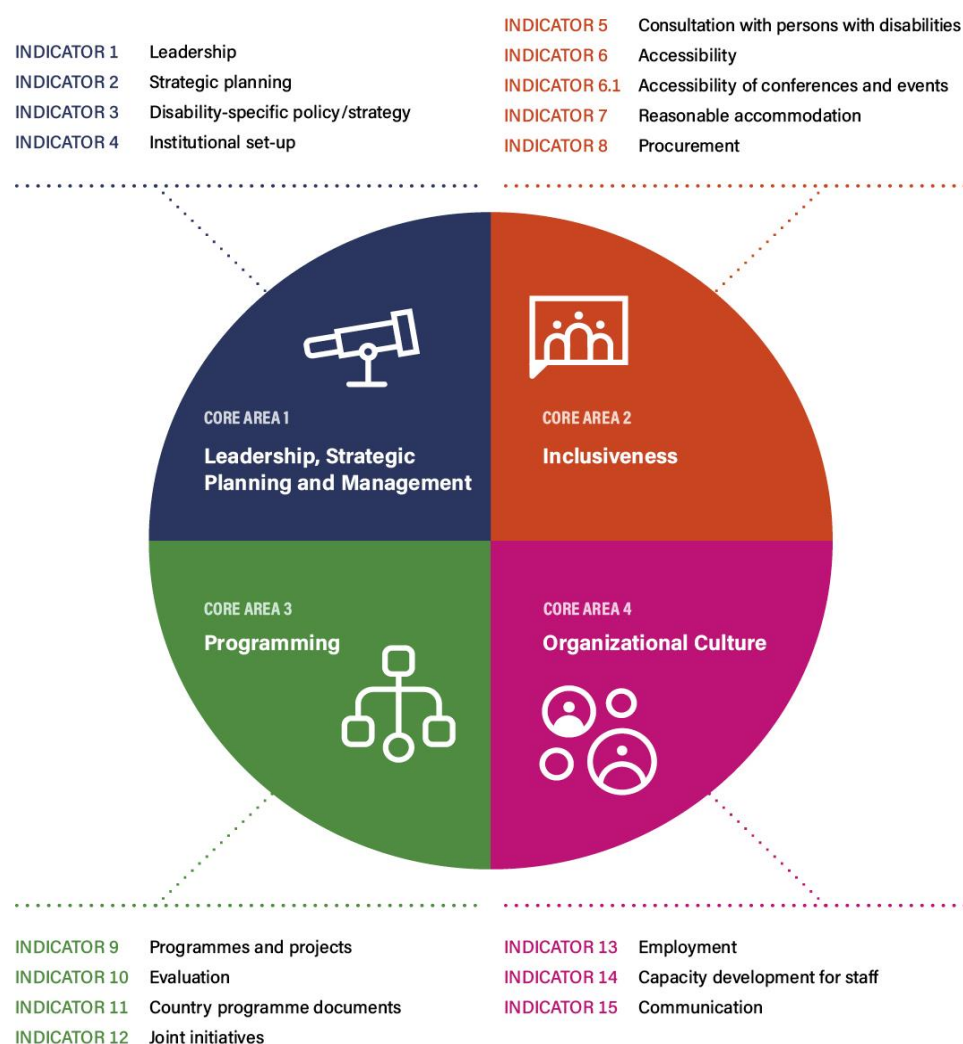 INDICATOR 1 Leadership
INDICATOR 2 Strategic planning
INDICATOR 3 Disability-specific policy/strategy
INDICATOR 4 Institutional set-up
INDICATOR 5 Consultation with persons with disabilities
INDICATOR 6 Accessibility
INDICATOR 6.1 Accessibility of conferences and events
INDICATOR 7 Reasonable accommodation
INDICATOR 8 Procurement
CORE AREA 1
Leadership, Strategic
Planning and Management
CORE AREA 2
Inclusiveness
CORE AREA 3
Programming
CORE AREA 4
Organizational Culture
INDICATOR 9 Programmes and projects
INDICATOR 10 Evaluation
INDICATOR 11 Country programme documents
INDICATOR 12 Joint initiatives
INDICATOR 13 Employment
INDICATOR 14 Capacity development for staff
INDICATOR 15 Communication